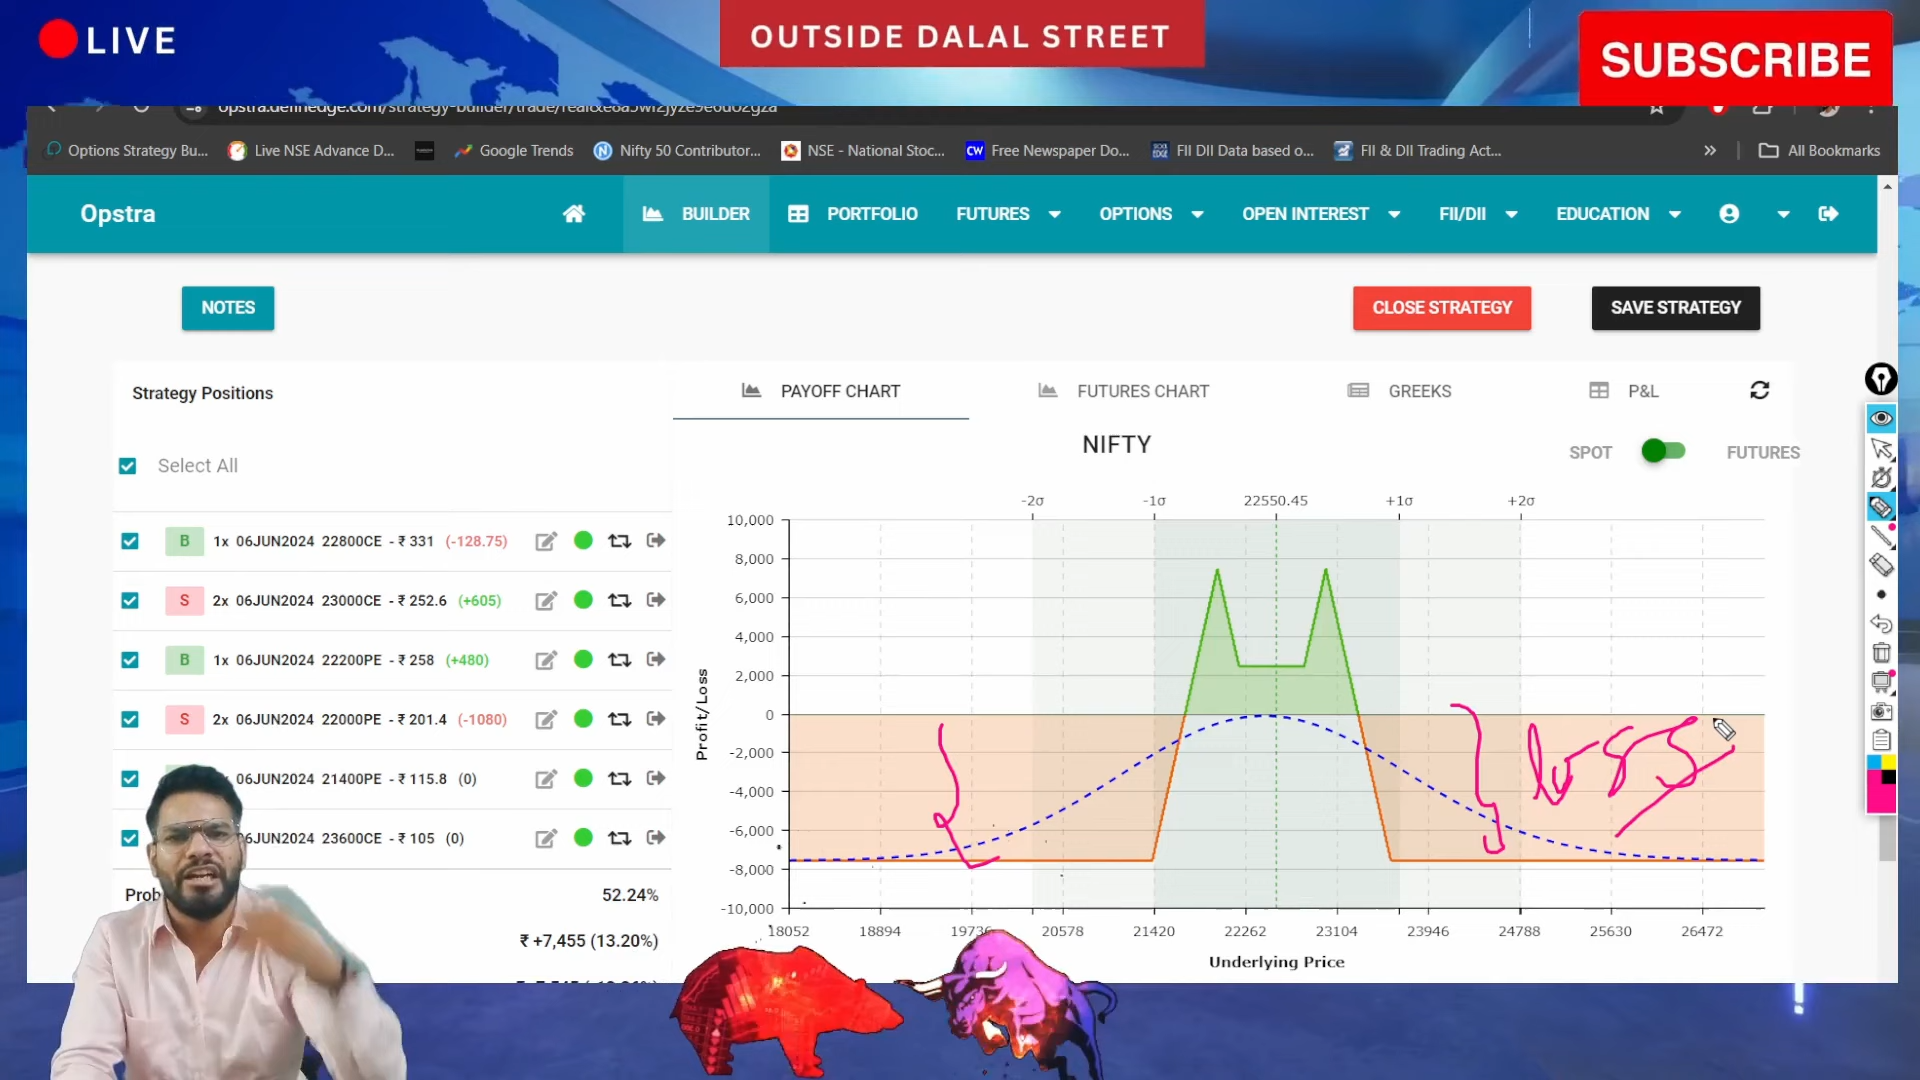 LIVE
OUTSIDE DALAL STREET
SUBSCRIBE
Options Strategy Bu...
Live NSE Advance D...
Google Trends
Nifty 50 Contributor...
NSE - National Stoc...
CW Free Newspaper Do...
FII DII Data based o...
FII & DII Trading Act...
All Bookmarks
Opstra
BUILDER
PORTFOLIO
FUTURES
OPTIONS
OPEN INTEREST
FII/DII
EDUCATION
NOTES
CLOSE STRATEGY
SAVE STRATEGY
Strategy Positions
PAYOFF CHART
FUTURES CHART
GREEKS
P&L
NIFTY
SPOT
FUTURES
Select All
B 1x 06JUN2024 22800CE - ₹ 331 (-128.75)
S 2x 06JUN2024 23000CE - ₹ 252.6 (+605)
B 1x 06JUN2024 22200PE - ₹ 258 (+480)
S 2x 06JUN2024 22000PE - ₹ 201.4 (-1080)
06JUN2024 21400PE - ₹ 115.8 (0)
6JUN2024 23600CE - ₹ 105 (0)
Prob
52.24%
₹ +7,455 (13.20%)
-2σ -1σ 22550.45 +1σ +2σ
10,000
8,000
6,000
4,000
2,000
0
-2,000
-4,000
-6,000
-8,000
-10,000
Profit/Loss
loss
18052 18894 19736 20578 21420 22262 23104 23946 24788 25630 26472
Underlying Price